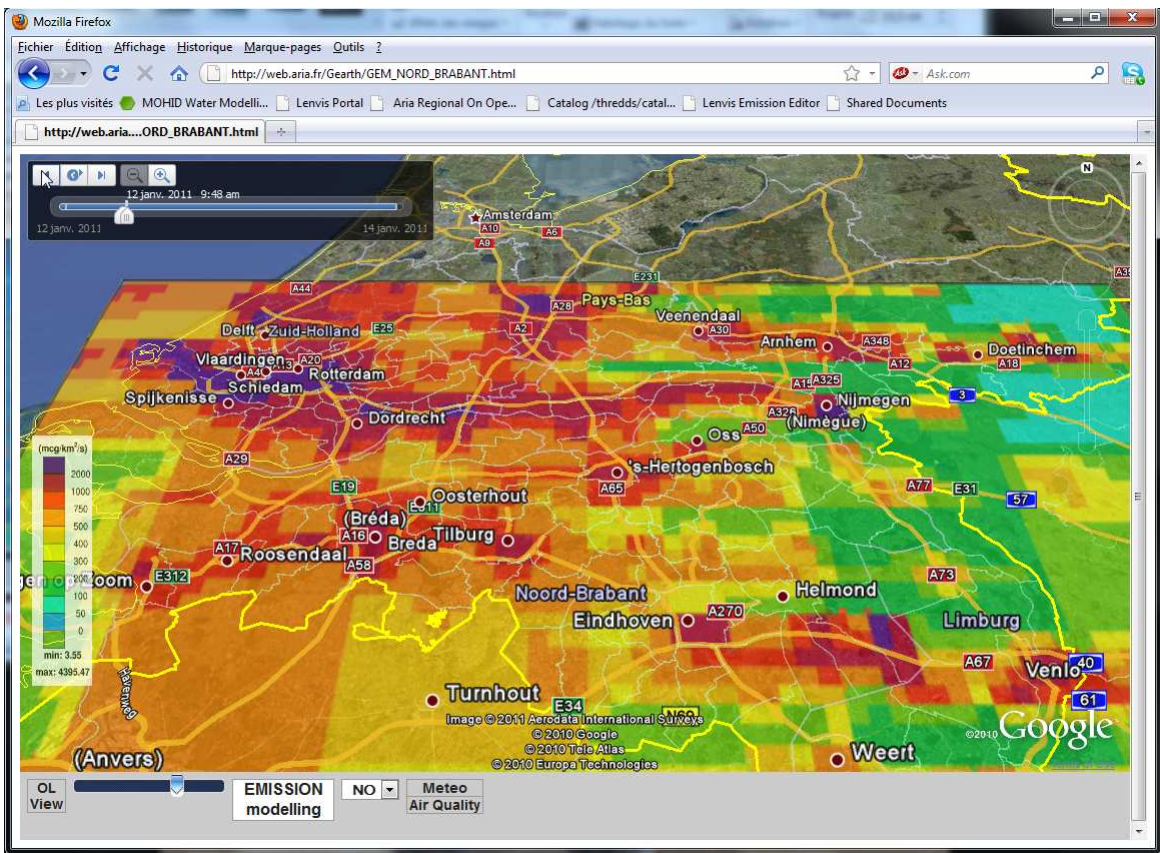 Mozilla Firefox
Fichier Édition Affichage Historique Marque-pages Outils ?
http://web.aria.fr/Gearth/GEM_NORD_BRABANT.html
Ask.com
Les plus visités MOHID Water Modelli... Lenvis Portal Aria Regional On Ope... Catalog /thredds/catal... Lenvis Emission Editor Shared Documents
http://web.aria....ORD_BRABANT.html
12 janv. 2011 9:48 am
12 janv. 2011 14 janv. 2011
N
Amsterdam
A10 A6
A9
E231
A44
A28 Pays-Bas
Veenendaal
Delft Zuid-Holland E25 A2 A30
Arnhem A348
Doetinchem
Vlaardingen A20
A13 A12 A18
Schiedam Rotterdam
A325
Spijkenisse 3
Nijmegen
Dordrecht A326 (Nimègue)
A50
Oss
A29 's-Hertogenbosch
E19 A65 A77 E31
57
Oosterhout
(Bréda)
A16 Breda Tilburg
A17 Roosendaal
A58
E312 A73
Noord-Brabant Helmond
Eindhoven A270 Limburg
A67 Venlo 40
61
Havenweg
Turnhout
E34
(Anvers) Weert
(mcg/km²/s)
2000
1000
750
500
400
300
200
100
50
0
min: 3.55
max: 4395.47
Image © 2011 Aerodata International Surveys
© 2010 Google
© 2010 Tele Atlas
© 2010 Europa Technologies
©2010 Google
OL View
EMISSION modelling
NO
Meteo
Air Quality